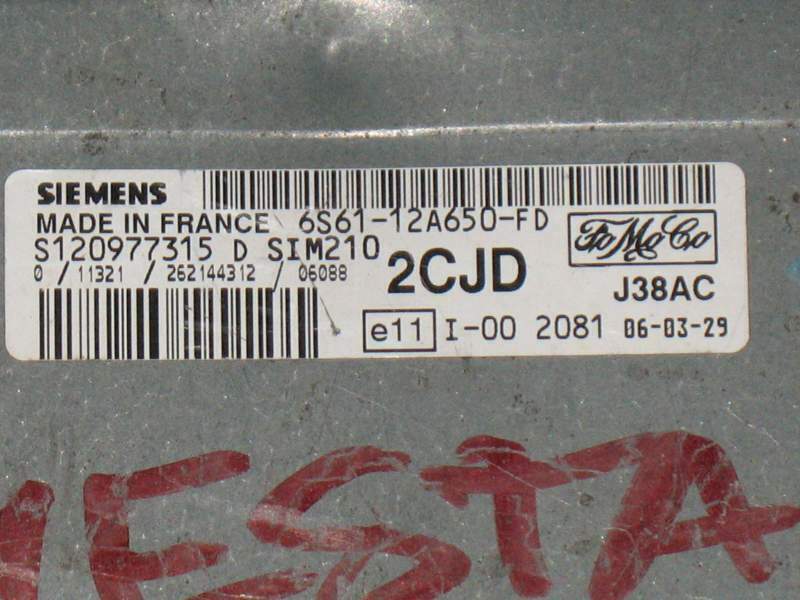 SIEMENS
MADE IN FRANCE 6S61-12A650-FD
S120977315 D SIM210
0 / 11321 / 262144312 / 06088
2CJD
FoMoCo
J38AC
e11 I-00 2081 06-03-29
IESTA